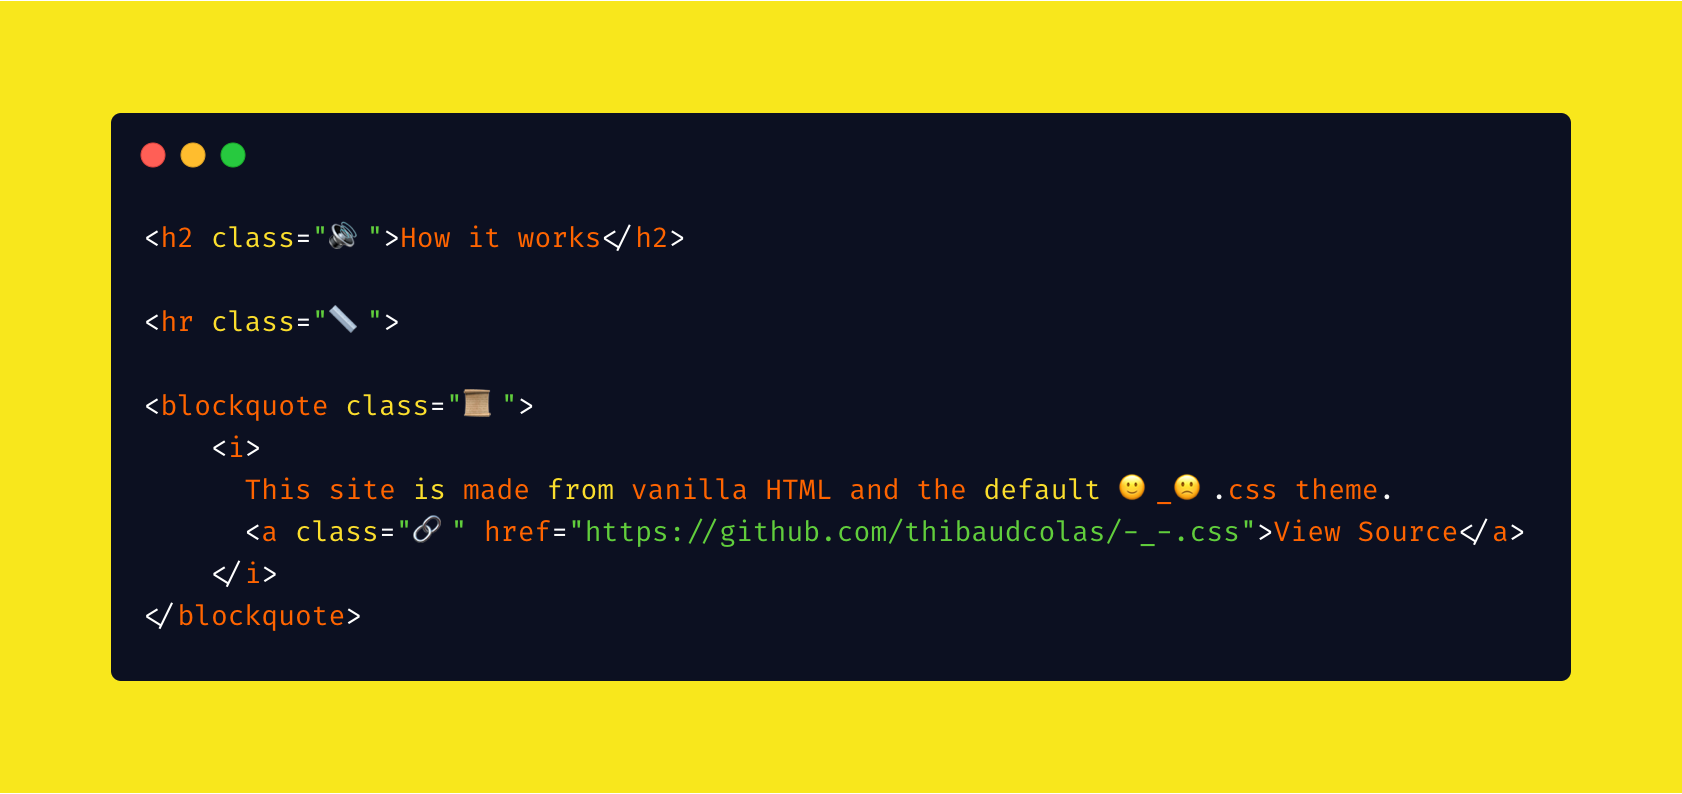 <h2 class="🔊">How it works</h2>
<hr class="📏">
<blockquote class="📜">
<i>
This site is made from vanilla HTML and the default 🙂_🙁.css theme.
<a class="🔗" href="https://github.com/thibaudcolas/-_-.css">View Source</a>
</i>
</blockquote>